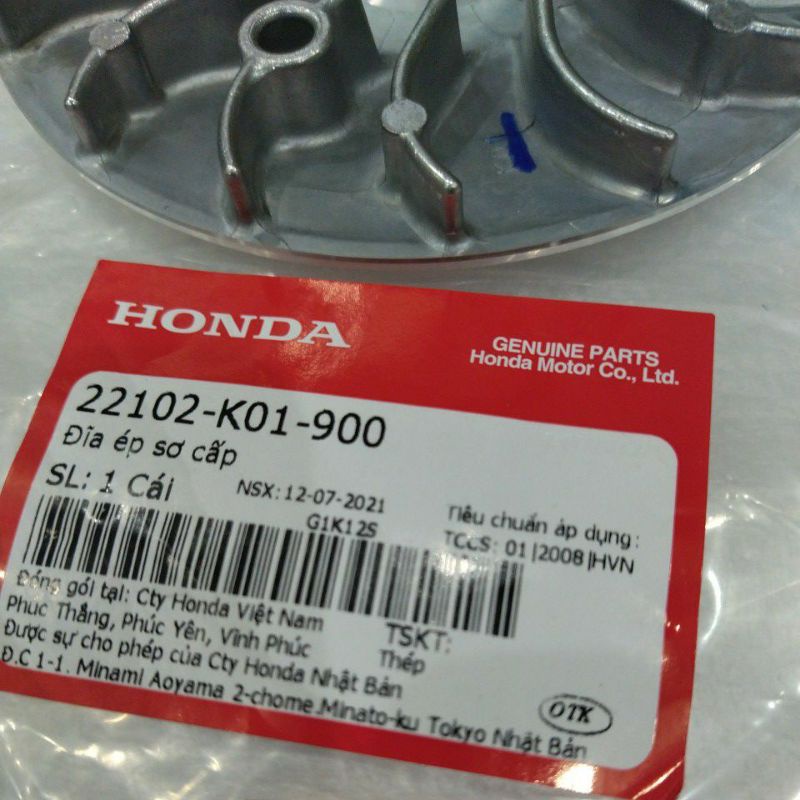 HONDA
GENUINE PARTS
Honda Motor Co., Ltd.
22102-K01-900
Đĩa ép sơ cấp
SL: 1 Cái
NSX: 12-07-2021
G1K12S
Tiêu chuẩn áp dụng:
TCCS: 01|2008|HVN
Đóng gói tại: Cty Honda Việt Nam
Phúc Thắng, Phúc Yên, Vĩnh Phúc
TSKT:
Thép
Được sự cho phép của Cty Honda Nhật Bản
Đ.C 1-1. Minami Aoyama 2-chome.Minato-ku Tokyo Nhật Bản
OTK